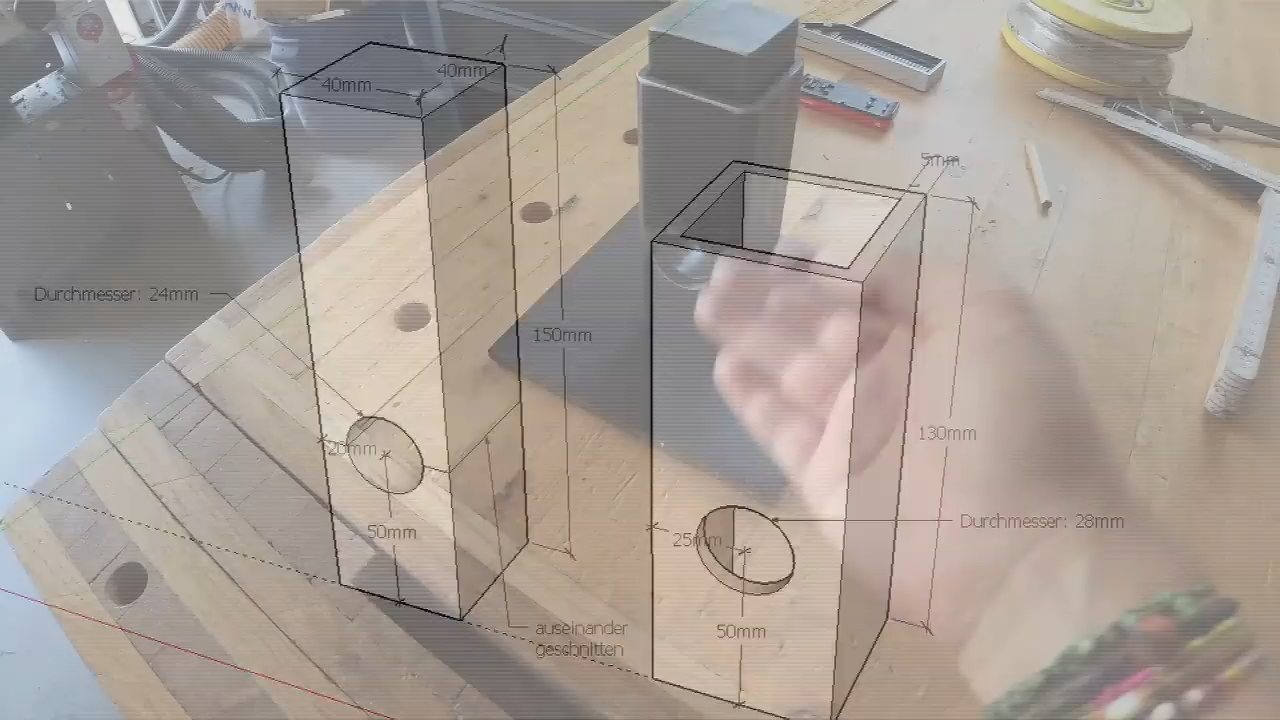 40mm
40mm
5mm
Durchmesser: 24mm
150mm
130mm
20mm
Durchmesser: 28mm
50mm
25mm
auseinander
geschnitten
50mm